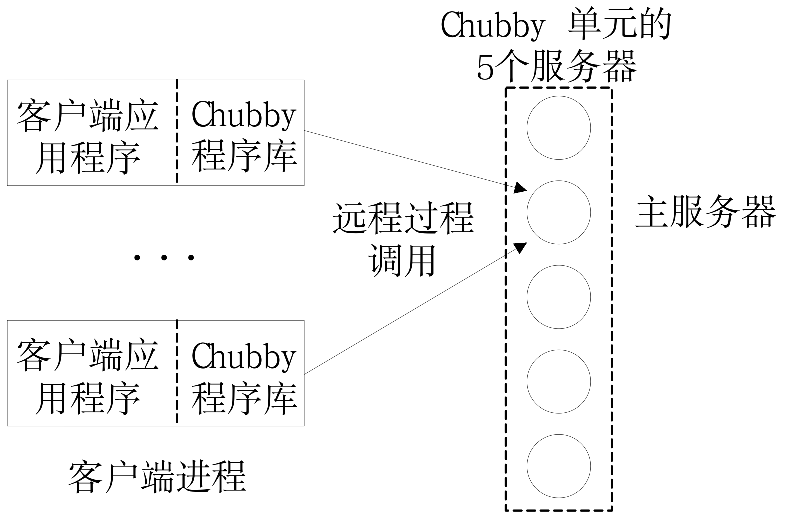 Chubby 单元的
5个服务器
客户端应
用程序
Chubby
程序库
远程过程
调用
主服务器
···
客户端应
用程序
Chubby
程序库
客户端进程